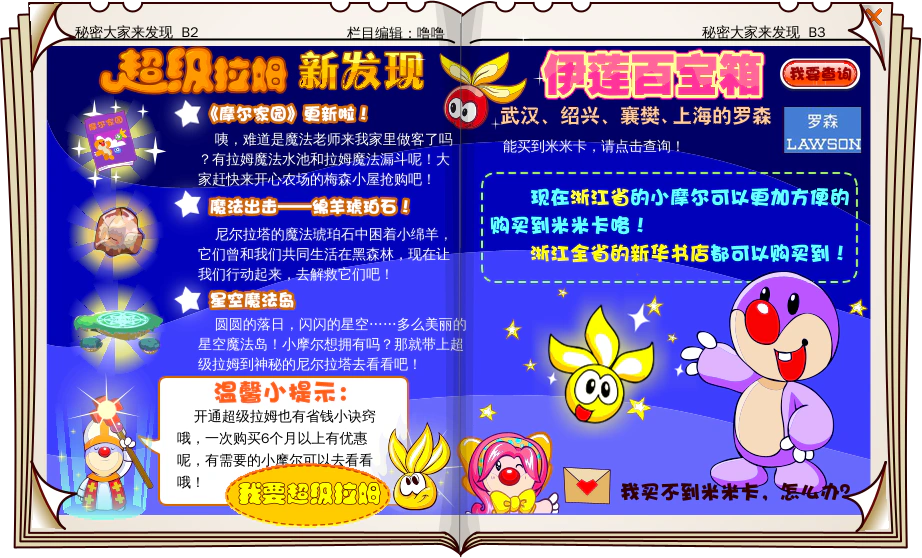 秘密大家来发现 B2
栏目编辑：噜噜
超级拉姆 新发现
摩尔家园
《摩尔家园》更新啦！
咦，难道是魔法老师来我家里做客了吗
？有拉姆魔法水池和拉姆魔法漏斗呢！大
家赶快来开心农场的梅森小屋抢购吧！
魔法出击——绵羊琥珀石！
尼尔拉塔的魔法琥珀石中困着小绵羊，
它们曾和我们共同生活在黑森林，现在让
我们行动起来，去解救它们吧！
星空魔法岛
圆圆的落日，闪闪的星空……多么美丽的
星空魔法岛！小摩尔想拥有吗？那就带上超
级拉姆到神秘的尼尔拉塔去看看吧！
温馨小提示：
开通超级拉姆也有省钱小诀窍
哦，一次购买6个月以上有优惠
呢，有需要的小摩尔可以去看看
哦！
我要超级拉姆
秘密大家来发现 B3
伊莲百宝箱
我要查询
武汉、绍兴、襄樊、上海的罗森
能买到米米卡，请点击查询！
罗森
LAWSON
现在浙江省的小摩尔可以更加方便的
购买到米米卡咯！
浙江全省的新华书店都可以购买到！
我买不到米米卡，怎么办？